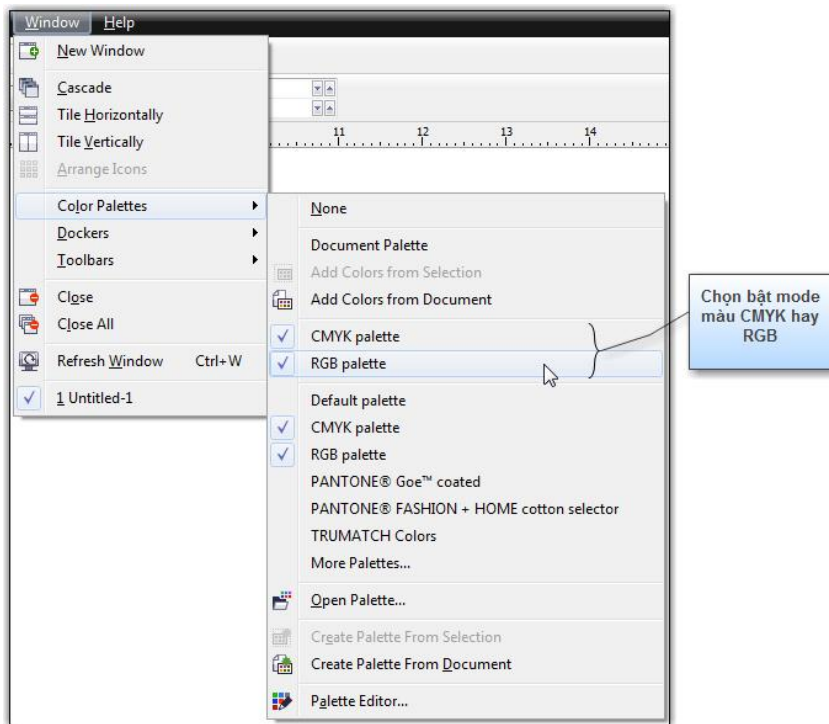 Window Help
New Window
Cascade
Tile Horizontally
Tile Vertically
Arrange Icons
Color Palettes
Dockers
Toolbars
Close
Close All
Refresh Window Ctrl+W
1 Untitled-1
11 12 13 14
None
Document Palette
Add Colors from Selection
Add Colors from Document
CMYK palette
RGB palette
Default palette
CMYK palette
RGB palette
PANTONE® Goe™ coated
PANTONE® FASHION + HOME cotton selector
TRUMATCH Colors
More Palettes...
Open Palette...
Create Palette From Selection
Create Palette From Document
Palette Editor...
Chọn bật mode
màu CMYK hay
RGB